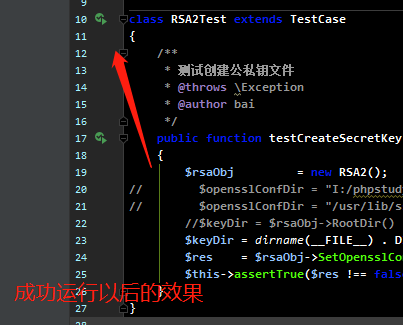 10 class RSA2Test extends TestCase
11 {
12 /**
13 * 测试创建公私钥文件
14 * @throws \Exception
15 * @author bai
16 */
17 public function testCreateSecretKey
18 {
19 $rsaObj = new RSA2();
20 // $opensslConfDir = "I:/phpstudy
21 // $opensslConfDir = "/usr/lib/s
22 //$keyDir = $rsaObj->RootDir()
23 $keyDir = dirname(__FILE__) . D
24 $res = $rsaObj->SetOpensslCo
25 $this->assertTrue($res !== fals
26 }
成功运行以后的效果
27 }
28